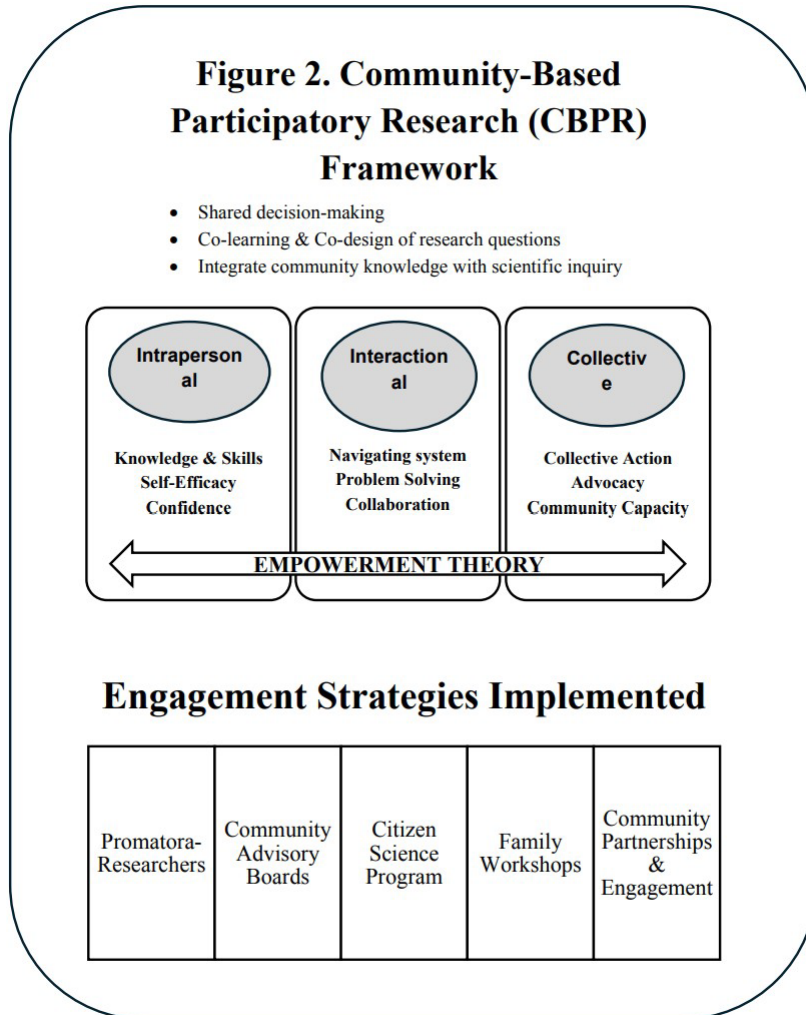 Figure 2. Community-Based
Participatory Research (CBPR)
Framework
• Shared decision-making
• Co-learning & Co-design of research questions
• Integrate community knowledge with scientific inquiry
Intraperson
al
Knowledge & Skills
Self-Efficacy
Confidence
Interaction
al
Navigating system
Problem Solving
Collaboration
Collectiv
e
Collective Action
Advocacy
Community Capacity
EMPOWERMENT THEORY
Engagement Strategies Implemented
Promatora-
Researchers
Community
Advisory
Boards
Citizen
Science
Program
Family
Workshops
Community
Partnerships
&
Engagement